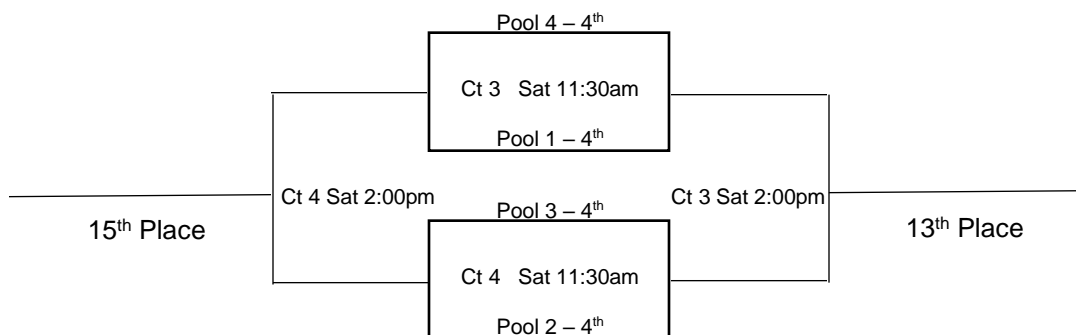 Pool 4 – 4th
Ct 3 Sat 11:30am
Pool 1 – 4th
Ct 4 Sat 2:00pm
Ct 3 Sat 2:00pm
15th Place
13th Place
Pool 3 – 4th
Ct 4 Sat 11:30am
Pool 2 – 4th